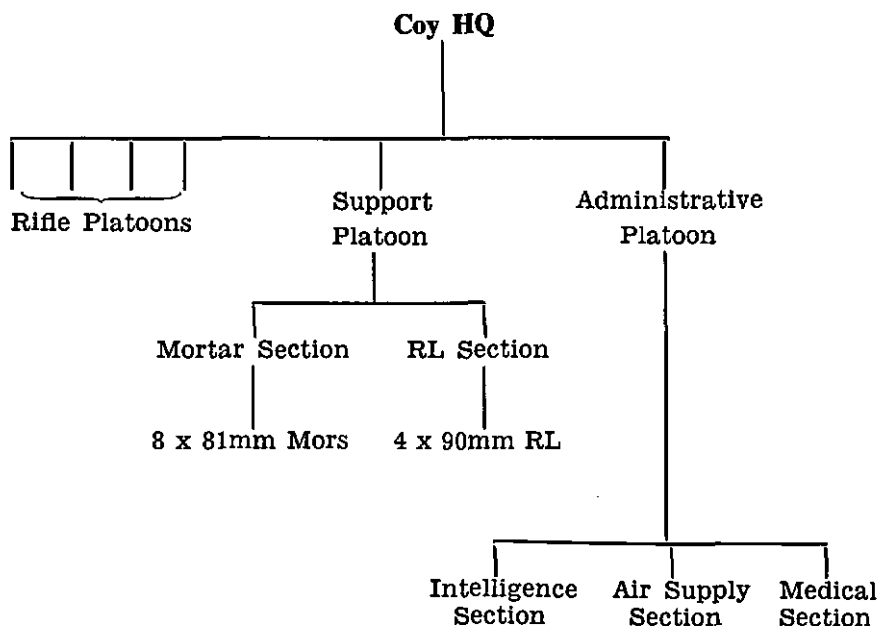 Coy HQ
Rifle Platoons
Support
Platoon
Administrative
Platoon
Mortar Section
RL Section
8 x 81mm Mors
4 x 90mm RL
Intelligence
Section
Air Supply
Section
Medical
Section